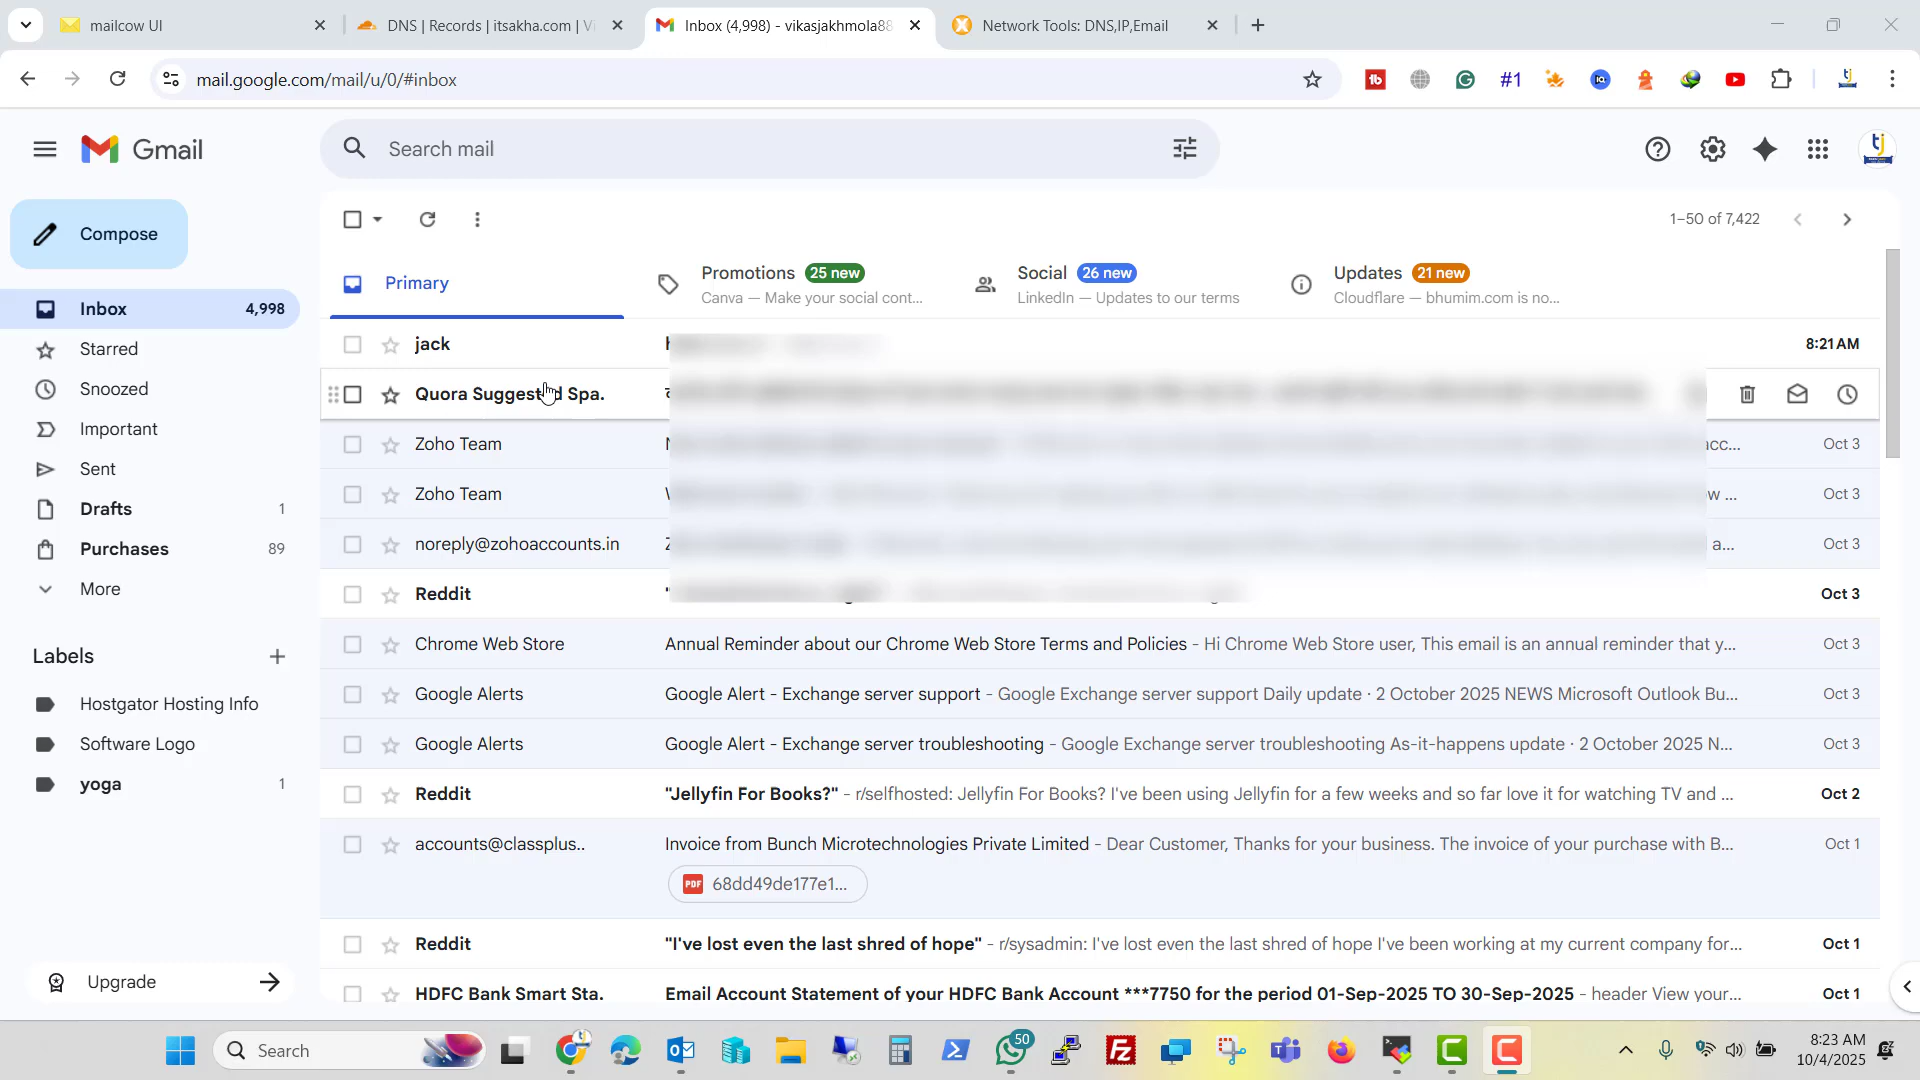 mailcow UI
DNS | Records | itsakha.com | Vi
Inbox (4,998) - vikasjakhmola88
Network Tools: DNS,IP,Email
mail.google.com/mail/u/0/#inbox
#1
Gmail
Search mail
Compose
1–50 of 7,422
Primary
Promotions 25 new
Canva — Make your social cont...
Social 26 new
LinkedIn — Updates to our terms
Updates 21 new
Cloudflare — bhumim.com is no...
Inbox 4,998
Starred
Snoozed
Important
Sent
Drafts 1
Purchases 89
More
Labels
Hostgator Hosting Info
Software Logo
yoga 1
Upgrade
jack 8:21 AM
Quora Suggested Spa.
Zoho Team acc... Oct 3
Zoho Team w ... Oct 3
noreply@zohoaccounts.in a... Oct 3
Reddit Oct 3
Chrome Web Store Annual Reminder about our Chrome Web Store Terms and Policies - Hi Chrome Web Store user, This email is an annual reminder that y... Oct 3
Google Alerts Google Alert - Exchange server support - Google Exchange server support Daily update · 2 October 2025 NEWS Microsoft Outlook Bu... Oct 3
Google Alerts Google Alert - Exchange server troubleshooting - Google Exchange server troubleshooting As-it-happens update · 2 October 2025 N... Oct 3
Reddit "Jellyfin For Books?" - r/selfhosted: Jellyfin For Books? I've been using Jellyfin for a few weeks and so far love it for watching TV and ... Oct 2
accounts@classplus.. Invoice from Bunch Microtechnologies Private Limited - Dear Customer, Thanks for your business. The invoice of your purchase with B... Oct 1
PDF 68dd49de177e1...
Reddit "I've lost even the last shred of hope" - r/sysadmin: I've lost even the last shred of hope I've been working at my current company for... Oct 1
HDFC Bank Smart Sta. Email Account Statement of your HDFC Bank Account ***7750 for the period 01-Sep-2025 TO 30-Sep-2025 - header View your... Oct 1
Search
50
8:23 AM
10/4/2025